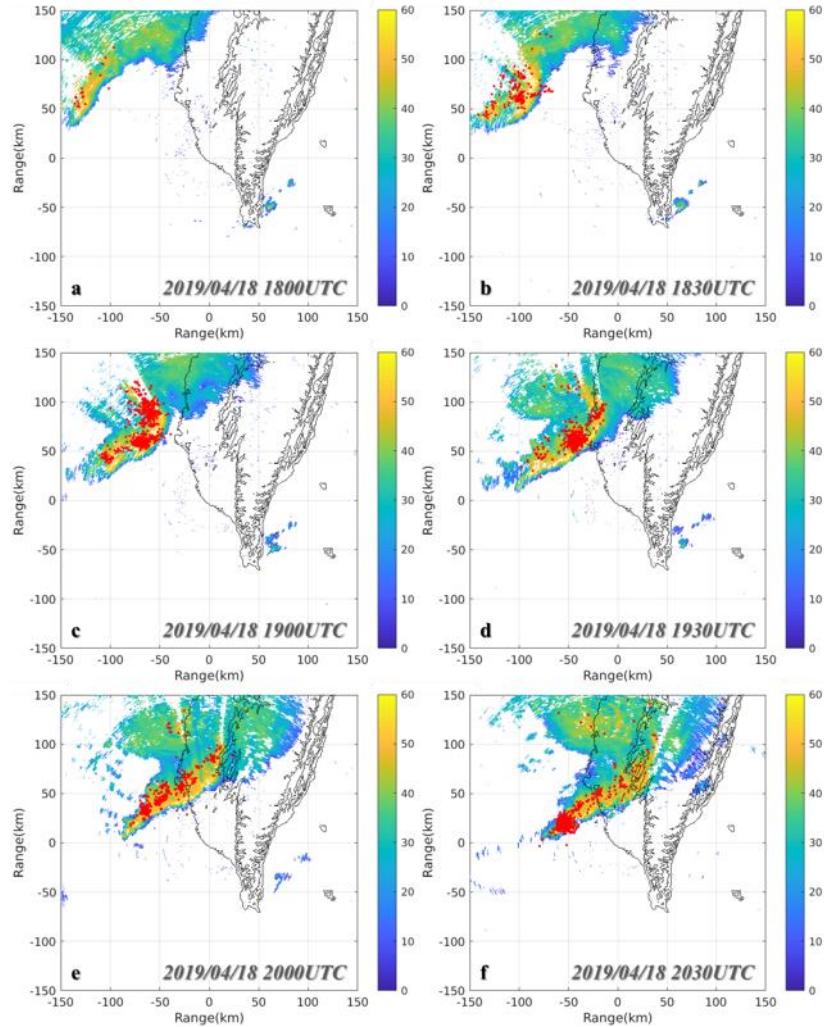 150
100
50
0
-50
-100
-150
Range(km)
-150 -100 -50 0 50 100 150
Range(km)
60
50
40
30
20
10
0
a
2019/04/18 1800UTC
150
100
50
0
-50
-100
-150
Range(km)
-150 -100 -50 0 50 100 150
Range(km)
60
50
40
30
20
10
0
b
2019/04/18 1830UTC
150
100
50
0
-50
-100
-150
Range(km)
-150 -100 -50 0 50 100 150
Range(km)
60
50
40
30
20
10
0
c
2019/04/18 1900UTC
150
100
50
0
-50
-100
-150
Range(km)
-150 -100 -50 0 50 100 150
Range(km)
60
50
40
30
20
10
0
d
2019/04/18 1930UTC
150
100
50
0
-50
-100
-150
Range(km)
-150 -100 -50 0 50 100 150
Range(km)
60
50
40
30
20
10
0
e
2019/04/18 2000UTC
150
100
50
0
-50
-100
-150
Range(km)
-150 -100 -50 0 50 100 150
Range(km)
60
50
40
30
20
10
0
f
2019/04/18 2030UTC